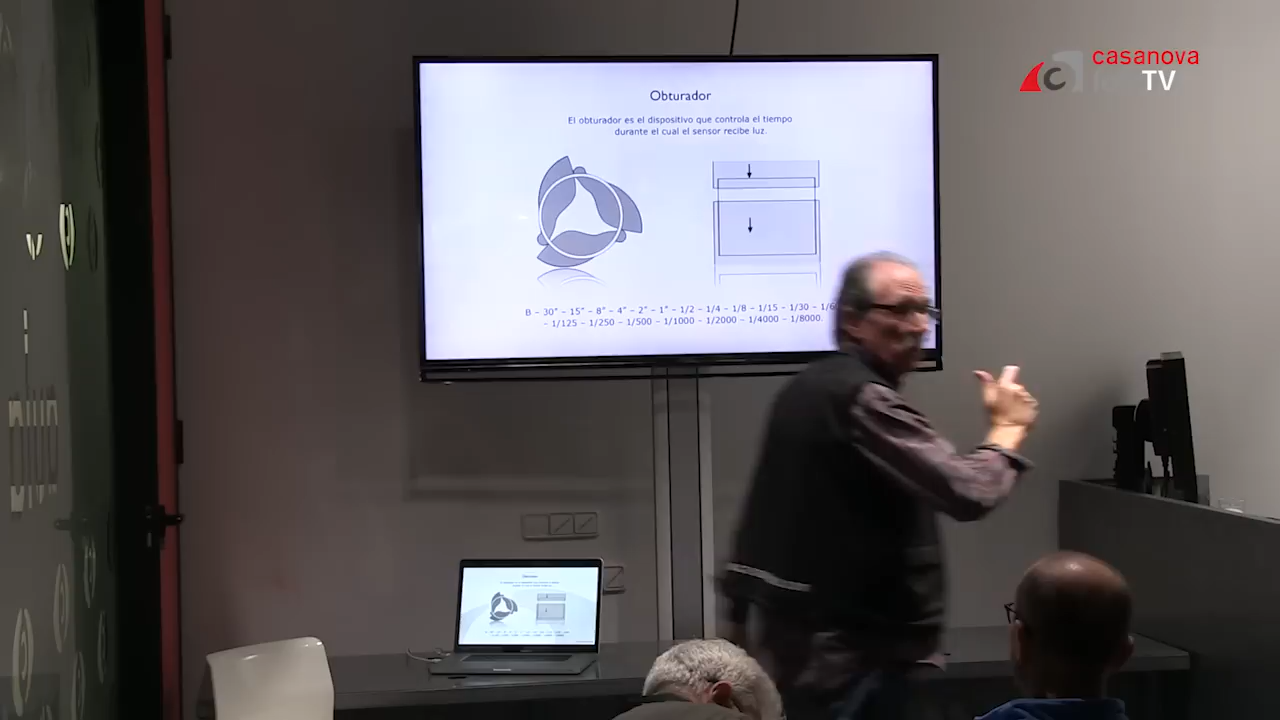 casanova
TV
Obturador
El obturador es el dispositivo que controla el tiempo
durante el cual el sensor recibe luz.
B – 30” – 15” – 8” – 4” – 2” – 1” – 1/2 – 1/4 – 1/8 – 1/15 – 1/30 – 1/60
– 1/125 – 1/250 – 1/500 – 1/1000 – 1/2000 – 1/4000 – 1/8000.